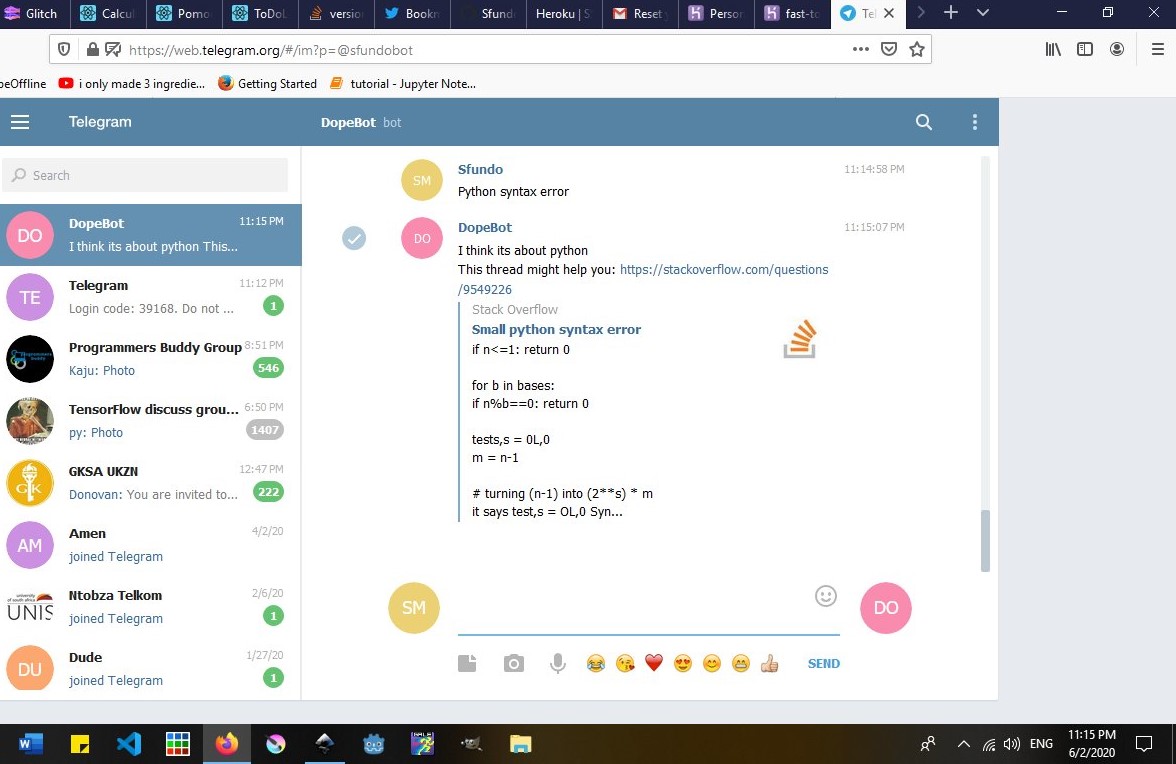 Glitch
Calcul
Pomo
ToDoL
version
Bookm
Sfund
Heroku | S
Reset
Person
fast-to
Tel
https://web.telegram.org/#/im?p=@sfundobot
beOffline
i only made 3 ingredie...
Getting Started
tutorial - Jupyter Note...
Telegram
DopeBot bot
Search
DO
DopeBot
11:15 PM
I think its about python This...
TE
Telegram
11:12 PM
Login code: 39168. Do not ...
1
Programmers Buddy Group
8:51 PM
Kaju: Photo
546
TensorFlow discuss grou...
6:50 PM
py: Photo
1407
GK
GKSA UKZN
12:47 PM
Donovan: You are invited to...
222
AM
Amen
4/2/20
joined Telegram
UNIS
Ntobza Telkom
2/6/20
joined Telegram
1
DU
Dude
1/27/20
joined Telegram
1
SM
Sfundo
11:14:58 PM
Python syntax error
DO
DopeBot
11:15:07 PM
I think its about python
This thread might help you: https://stackoverflow.com/questions
/9549226
Stack Overflow
Small python syntax error
if n<=1: return 0
for b in bases:
if n%b==0: return 0
tests,s = 0L,0
m = n-1
# turning (n-1) into (2**s) * m
it says test,s = OL,0 Syn...
SM
DO
SEND
ENG
11:15 PM
6/2/2020